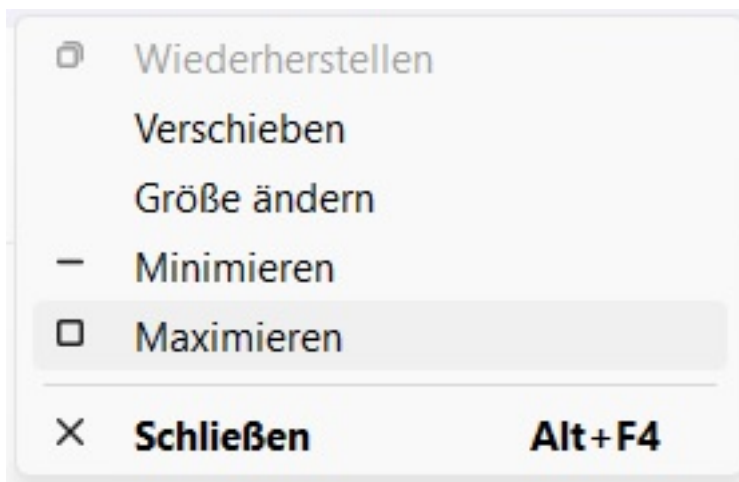 Wiederherstellen
Verschieben
Größe ändern
Minimieren
Maximieren
Schließen Alt+F4